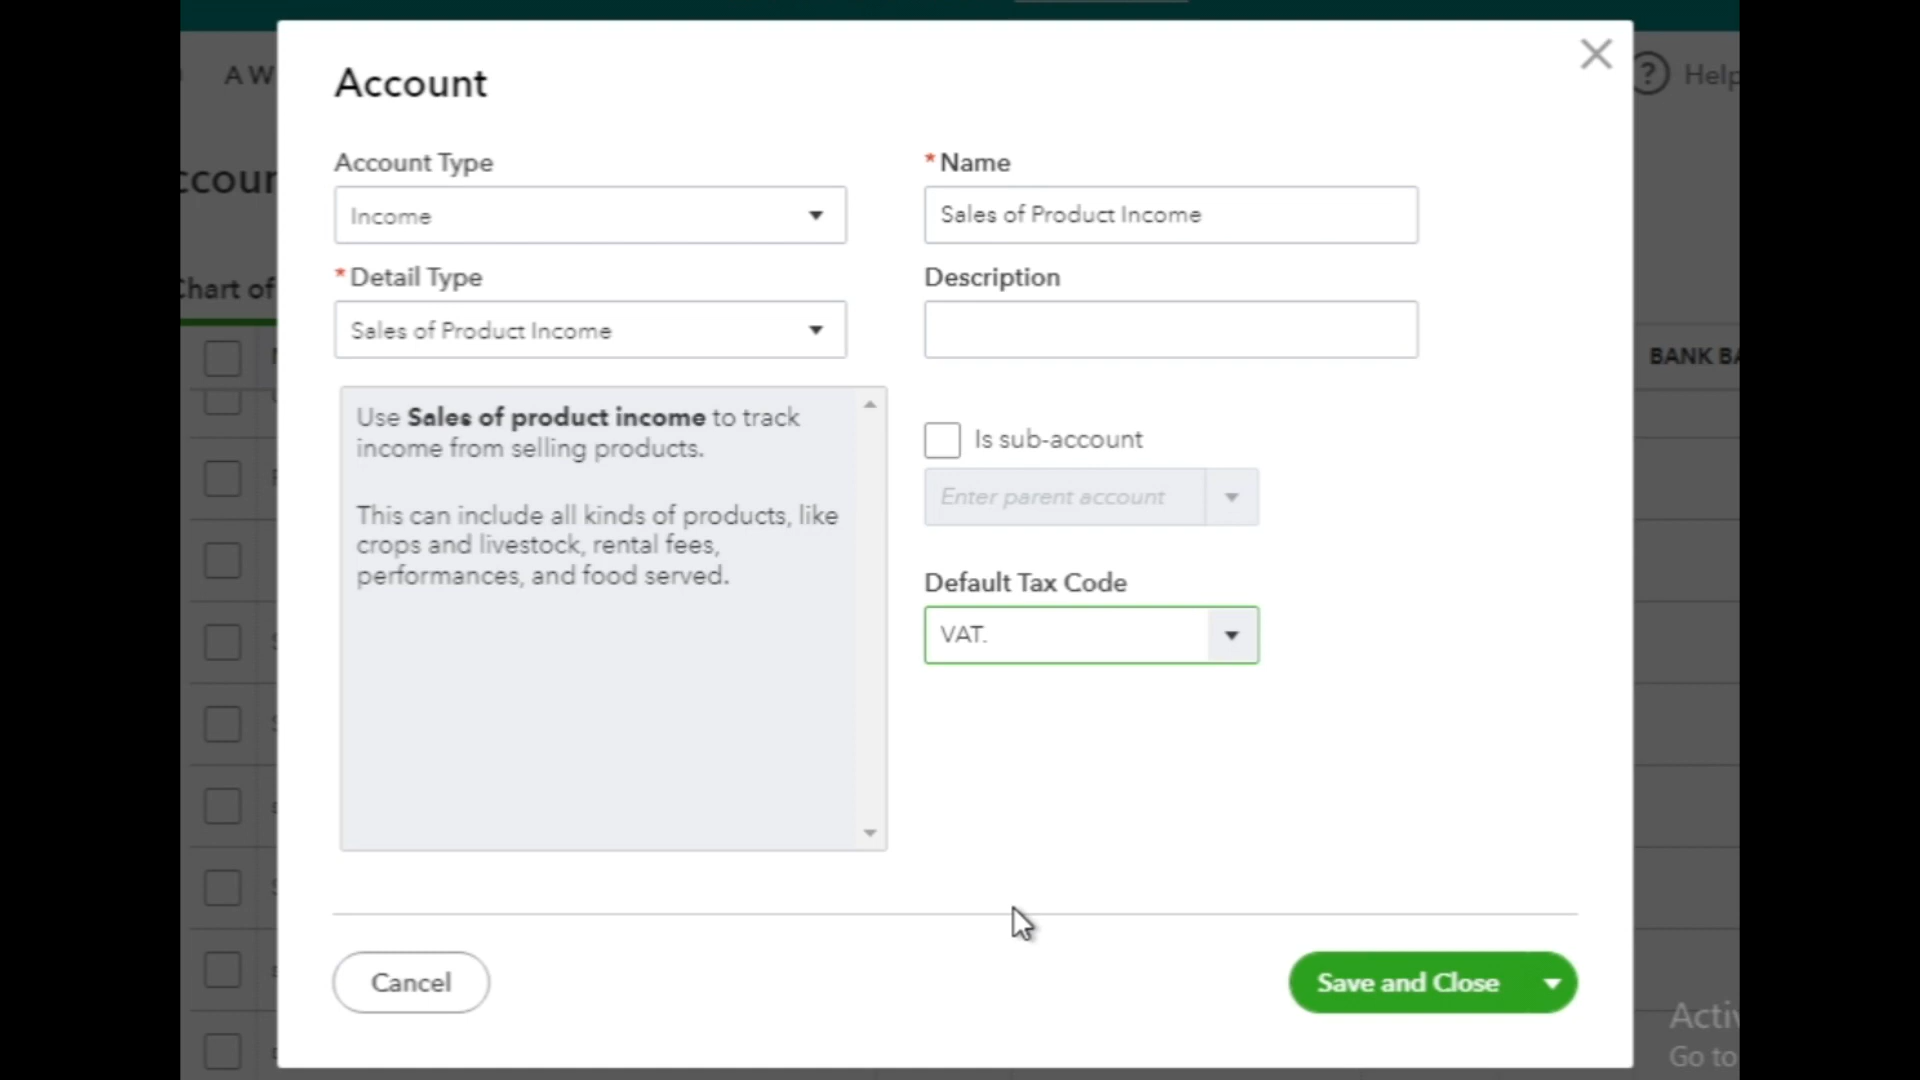 Account
A W
Help
Account Type
* Name
Income
Sales of Product Income
* Detail Type
Description
Sales of Product Income
Chart of
BANK BA
Use Sales of product income to track
income from selling products.
This can include all kinds of products, like
crops and livestock, rental fees,
performances, and food served.
Is sub-account
Enter parent account
Default Tax Code
VAT.
Cancel
Save and Close
Activ
Go to